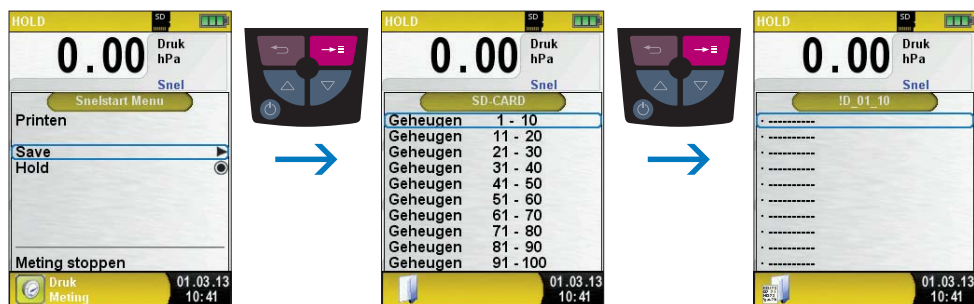 HOLD
SD
0.00
Druk
hPa
Snel
Snelstart Menu
Printen
Save
Hold
Meting stoppen
Druk
Meting
01.03.13
10:41
HOLD
SD
0.00
Druk
hPa
Snel
SD-CARD
Geheugen 1 - 10
Geheugen 11 - 20
Geheugen 21 - 30
Geheugen 31 - 40
Geheugen 41 - 50
Geheugen 51 - 60
Geheugen 61 - 70
Geheugen 71 - 80
Geheugen 81 - 90
Geheugen 91 - 100
01.03.13
10:41
HOLD
SD
0.00
Druk
hPa
Snel
!D_01_10
. ----------
. ----------
. ----------
. ----------
. ----------
. ----------
. ----------
. ----------
. ----------
. ----------
01.03.13
10:41